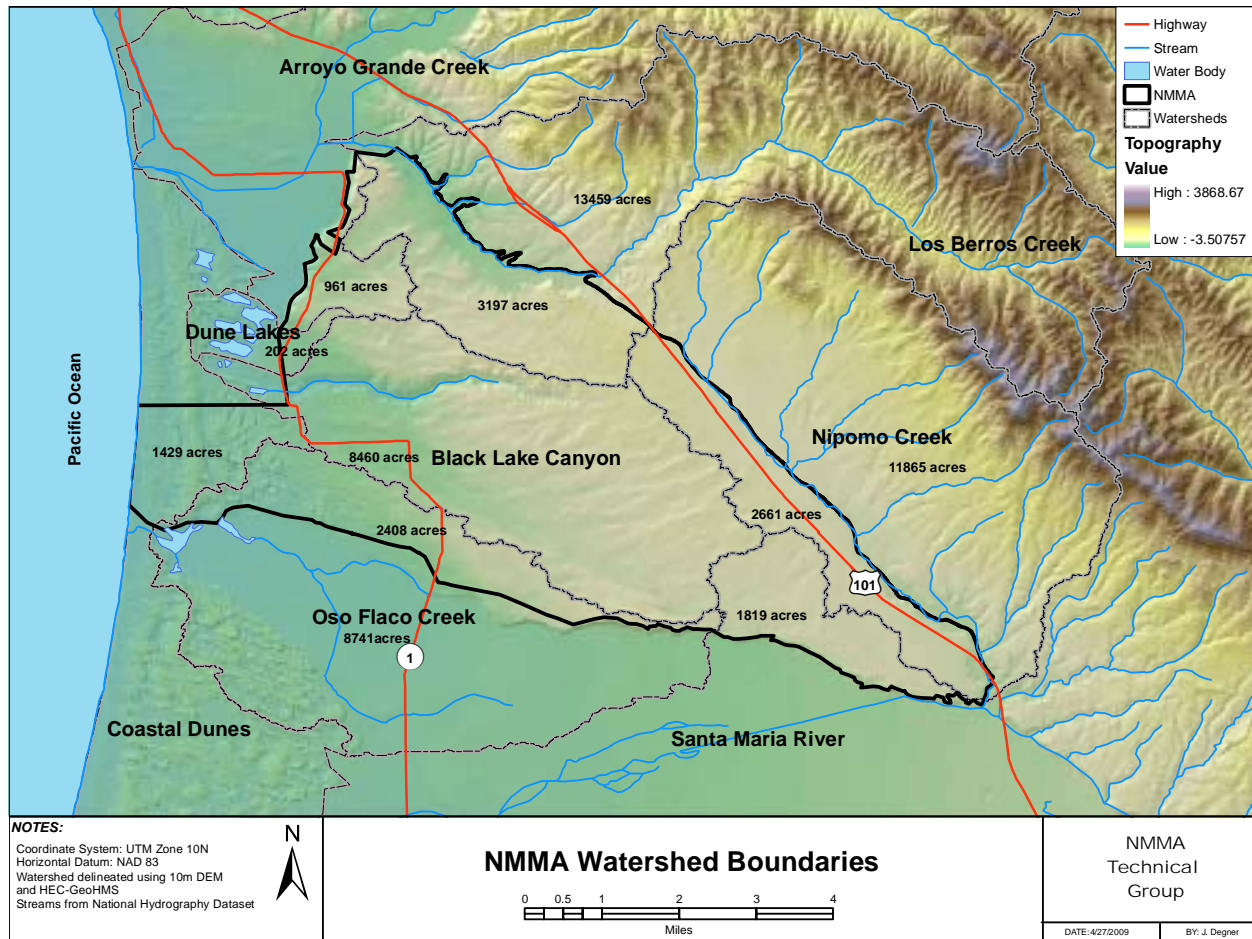 Highway
Stream
Water Body
NMMA
Watersheds
Topography
Value
High : 3868.67
Low : -3.50757
Arroyo Grande Creek
13459 acres
Los Berros Creek
961 acres
3197 acres
Dune Lakes
202 acres
Pacific Ocean
Nipomo Creek
11865 acres
1429 acres
8460 acres
Black Lake Canyon
2661 acres
2408 acres
101
Oso Flaco Creek
8741acres
1819 acres
1
Coastal Dunes
Santa Maria River
NOTES:
Coordinate System: UTM Zone 10N
Horizontal Datum: NAD 83
Watershed delineated using 10m DEM
and HEC-GeoHMS
Streams from National Hydrography Dataset
N
NMMA Watershed Boundaries
0 0.5 1 2 3 4
Miles
NMMA
Technical
Group
DATE:4/27/2009
BY: J. Degner